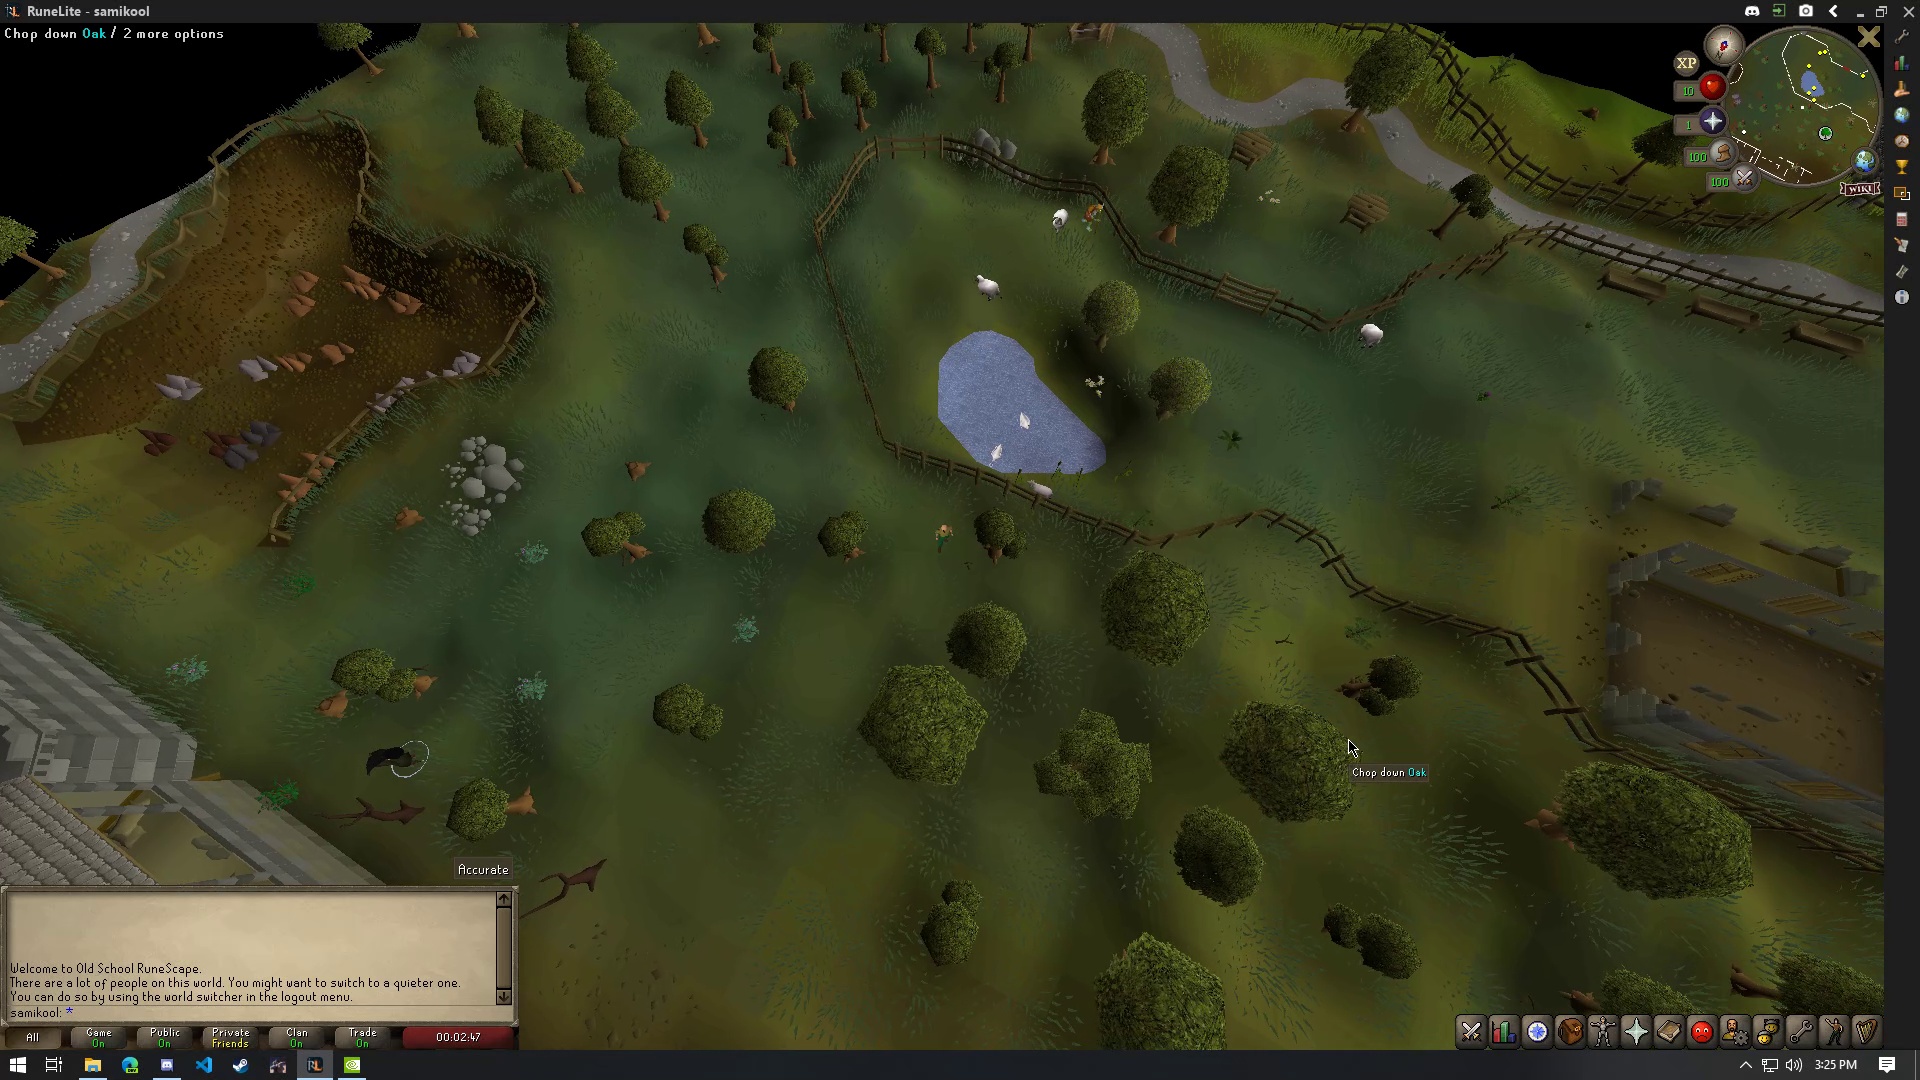 RuneLite - samikool
Chop down Oak / 2 more options
XP
10
1
100
100
WIKI
Chop down Oak
Accurate
Welcome to Old School RuneScape.
There are a lot of people on this world. You might want to switch to a quieter one.
You can do so by using the world switcher in the logout menu.
samikool: *
All
Game
On
Public
On
Private
Friends
Clan
On
Trade
On
00:02:47
3:25 PM